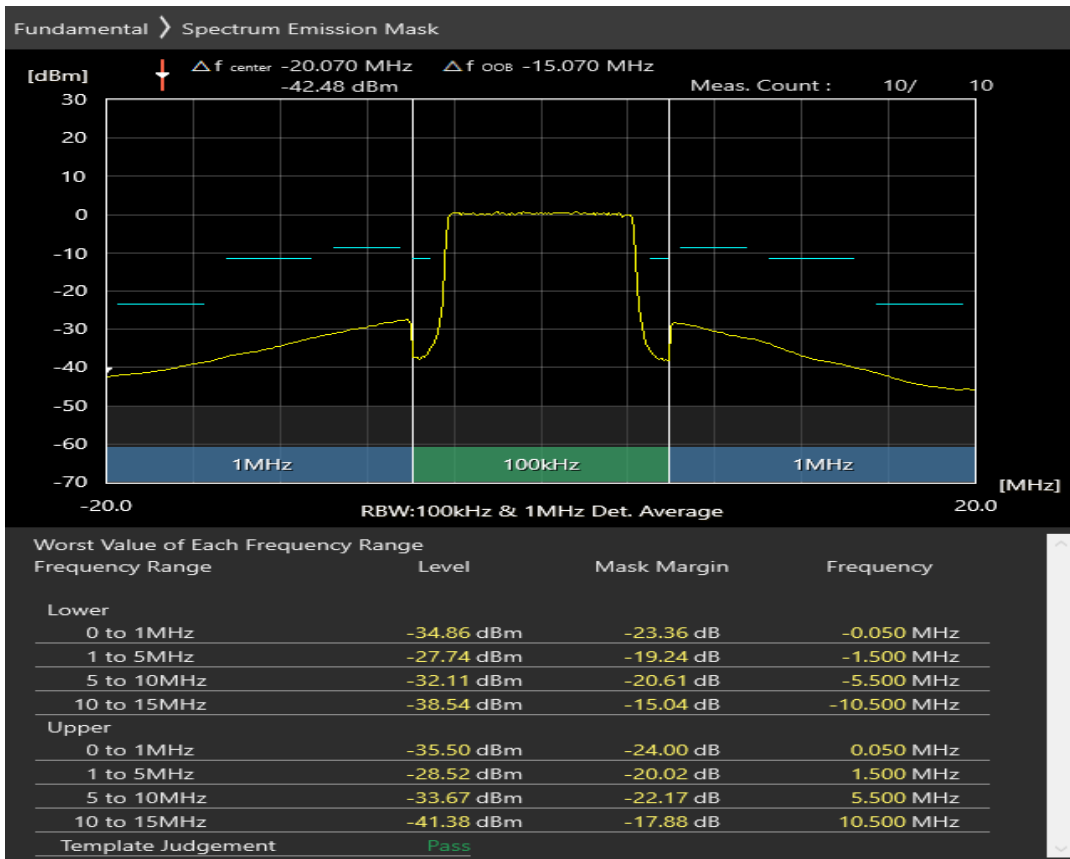 Fundamental ❯ Spectrum Emission Mask
[dBm]
△f center -20.070 MHz △f OOB -15.070 MHz
-42.48 dBm
Meas. Count : 10/ 10
30
20
10
0
-10
-20
-30
-40
-50
-60
-70
1MHz 100kHz 1MHz
[MHz]
-20.0 RBW:100kHz & 1MHz Det. Average 20.0
Worst Value of Each Frequency Range
Frequency Range Level Mask Margin Frequency
Lower
0 to 1MHz -34.86 dBm -23.36 dB -0.050 MHz
1 to 5MHz -27.74 dBm -19.24 dB -1.500 MHz
5 to 10MHz -32.11 dBm -20.61 dB -5.500 MHz
10 to 15MHz -38.54 dBm -15.04 dB -10.500 MHz
Upper
0 to 1MHz -35.50 dBm -24.00 dB 0.050 MHz
1 to 5MHz -28.52 dBm -20.02 dB 1.500 MHz
5 to 10MHz -33.67 dBm -22.17 dB 5.500 MHz
10 to 15MHz -41.38 dBm -17.88 dB 10.500 MHz
Template Judgement Pass